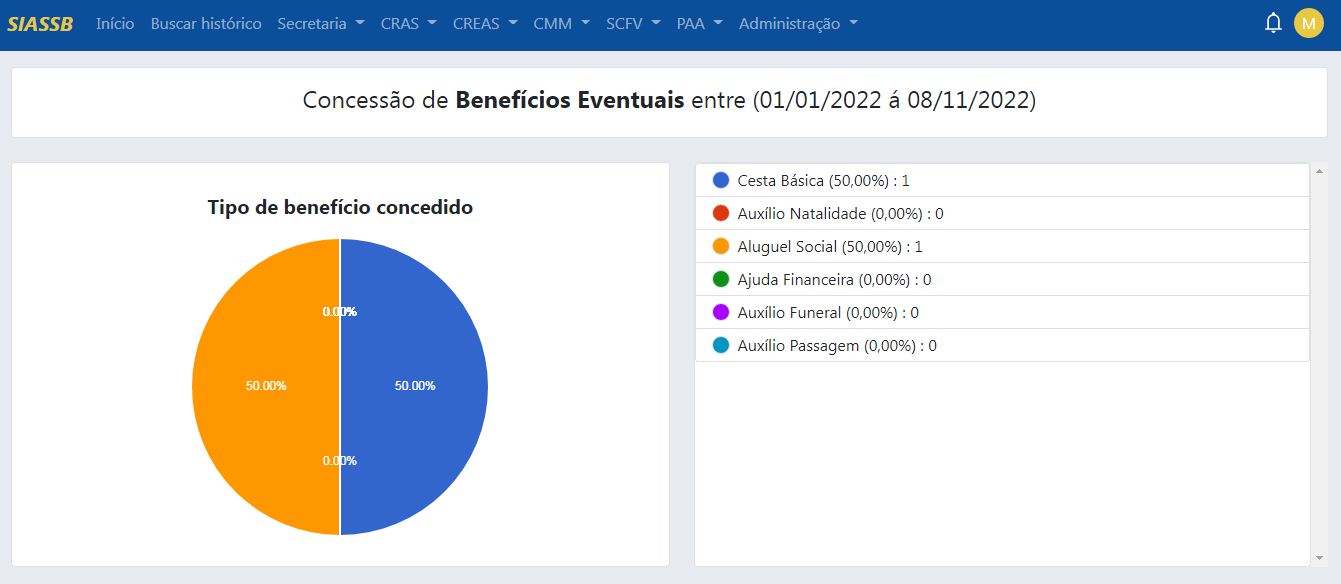 SIASSB Início Buscar histórico Secretaria CRAS CREAS CMM SCFV PAA Administração M
Concessão de Benefícios Eventuais entre (01/01/2022 á 08/11/2022)
Tipo de benefício concedido
0.00%
50.00% 50.00%
0.00%
Cesta Básica (50,00%) : 1
Auxílio Natalidade (0,00%) : 0
Aluguel Social (50,00%) : 1
Ajuda Financeira (0,00%) : 0
Auxílio Funeral (0,00%) : 0
Auxílio Passagem (0,00%) : 0